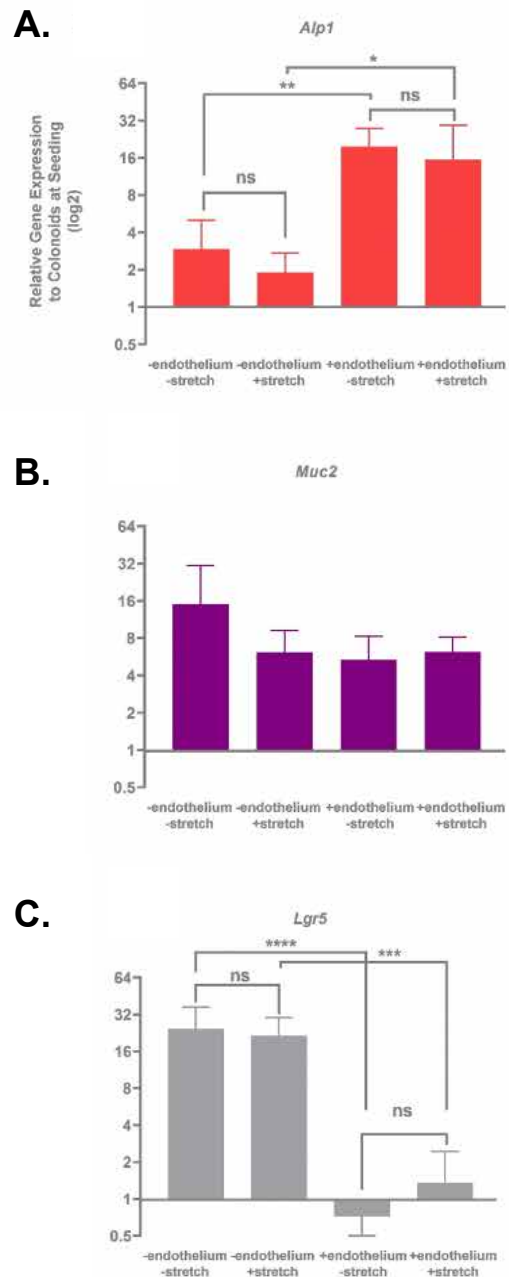 A.
Alp1
*
**
ns
ns
Relative Gene Expression
to Colonoids at Seeding
(log2)
64
32
16
8
4
2
1
0.5
-endothelium -endothelium +endothelium +endothelium
-stretch +stretch -stretch +stretch
B.
Muc2
64
32
16
8
4
2
1
0.5
-endothelium -endothelium +endothelium +endothelium
-stretch +stretch -stretch +stretch
C.
Lgr5
****
***
ns
ns
64
32
16
8
4
2
1
0.5
-endothelium -endothelium +endothelium +endothelium
-stretch +stretch -stretch +stretch